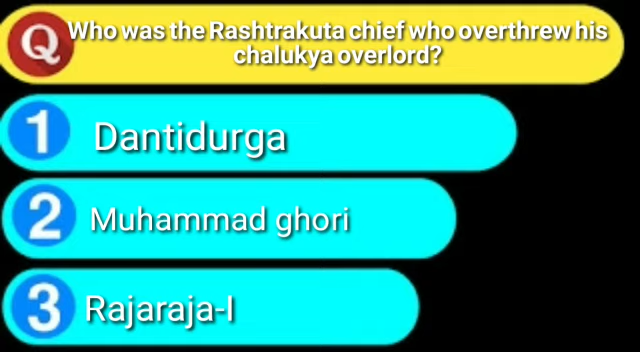 Q Who was the Rashtrakuta chief who overthrew his
chalukya overlord?
1 Dantidurga
2 Muhammad ghori
3 Rajaraja-I